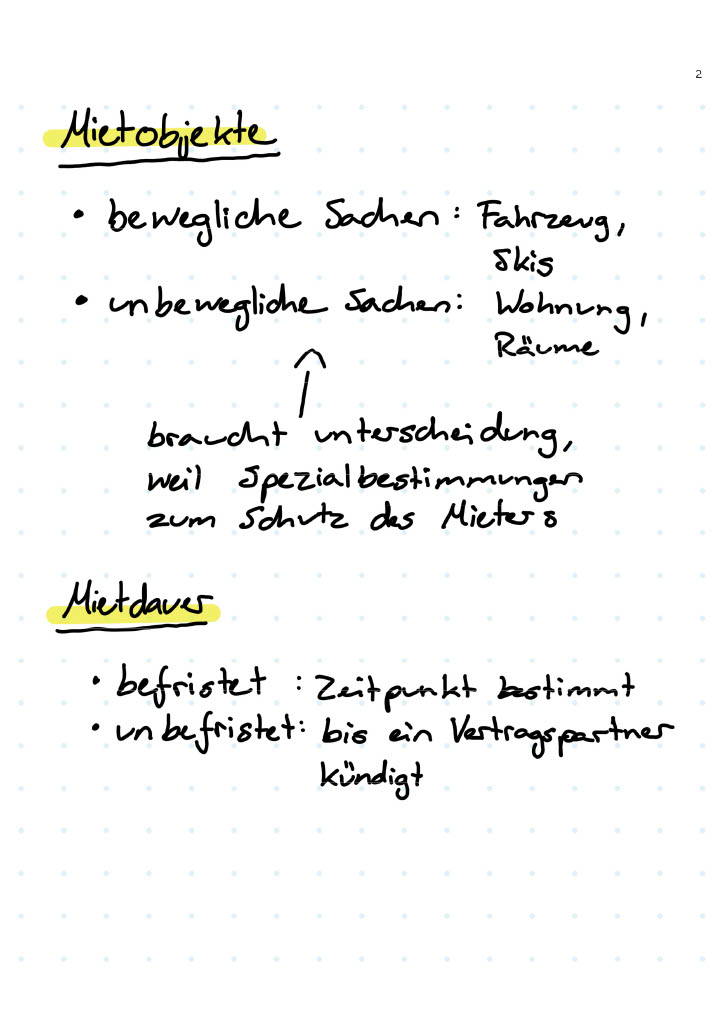 2
Mietobjekte
• bewegliche Sachen: Fahrzeug,
Skis
• unbewegliche Sachen: Wohnung,
Räume
braucht unterscheidung,
weil Spezialbestimmungen
zum Schutz des Mieters
Mietdauer
• befristet : Zeitpunkt bestimmt
• unbefristet: bis ein Vertragspartner
kündigt